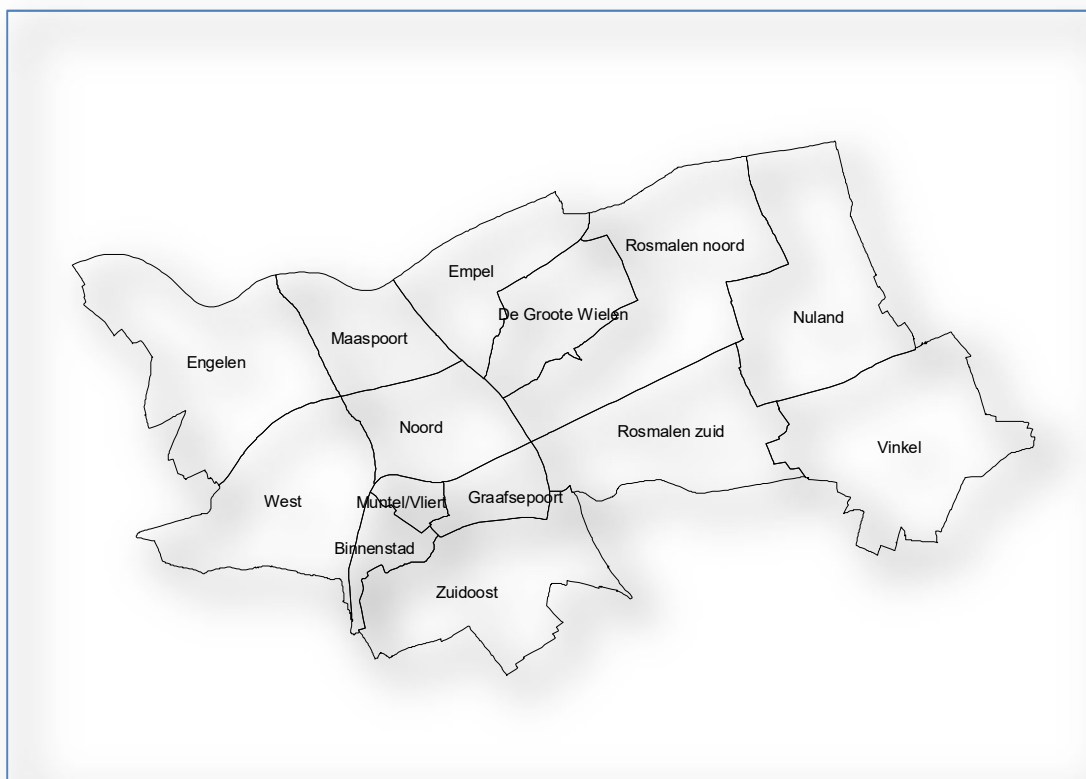 Rosmalen noord
Empel
De Groote Wielen
Nuland
Maaspoort
Engelen
Noord
Rosmalen zuid
Vinkel
West
Muntel/Vliert
Graafsepoort
Binnenstad
Zuidoost